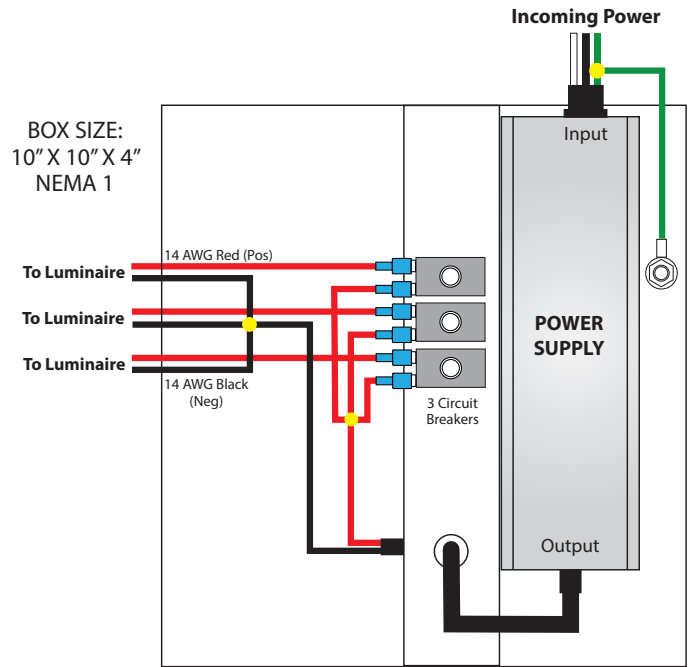 Incoming Power
BOX SIZE:
10” X 10” X 4”
NEMA 1
Input
14 AWG Red (Pos)
To Luminaire
To Luminaire
To Luminaire
14 AWG Black
(Neg)
3 Circuit
Breakers
POWER
SUPPLY
Output